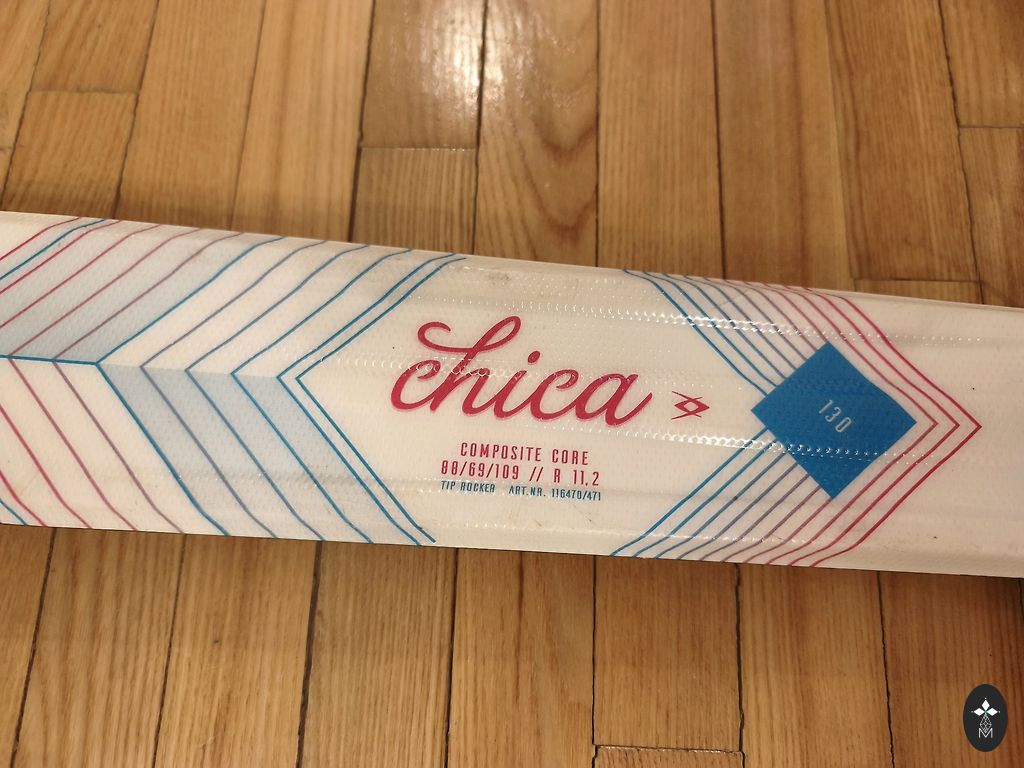 chica
COMPOSITE CORE
88/69/109 // R 11,2
TIP ROCKER ART.NR. 116470/471
130
M